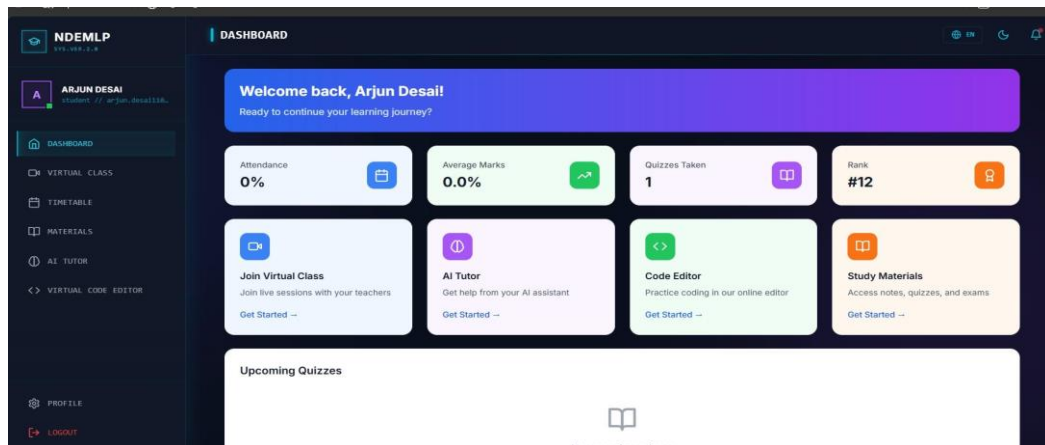 NDEMLP
DASHBOARD
EN
ARJUN DESAI
student // arjun.desai110…
Welcome back, Arjun Desai!
Ready to continue your learning journey?
DASHBOARD
VIRTUAL CLASS
TIMETABLE
MATERIALS
AI TUTOR
VIRTUAL CODE EDITOR
PROFILE
LOGOUT
Attendance
0%
Average Marks
0.0%
Quizzes Taken
1
Rank
#12
Join Virtual Class
Join live sessions with your teachers
Get Started →
AI Tutor
Get help from your AI assistant
Get Started →
Code Editor
Practice coding in our online editor
Get Started →
Study Materials
Access notes, quizzes, and exams
Get Started →
Upcoming Quizzes